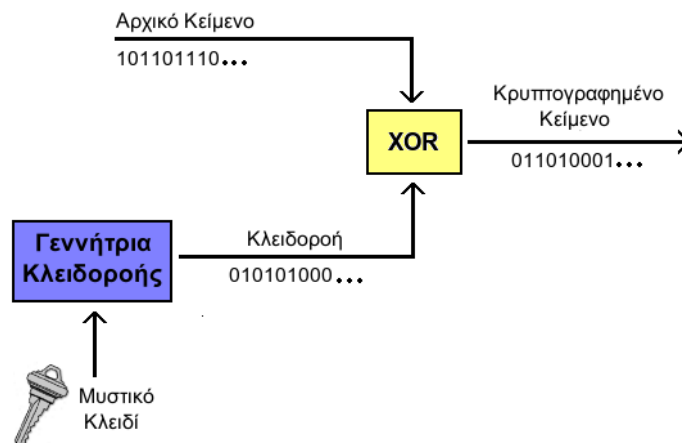 Αρχικό Κείμενο
101101110...
XOR
Κρυπτογραφημένο
Κείμενο
011010001...
Γεννήτρια
Κλειδοροής
Κλειδοροή
010101000...
Μυστικό
Κλειδί